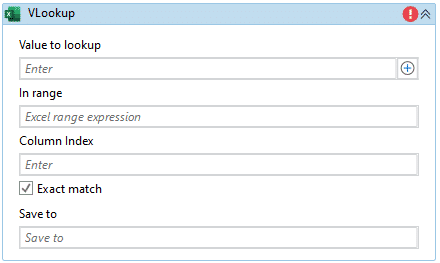 VLookup
Value to lookup
Enter
In range
Excel range expression
Column Index
Enter
Exact match
Save to
Save to